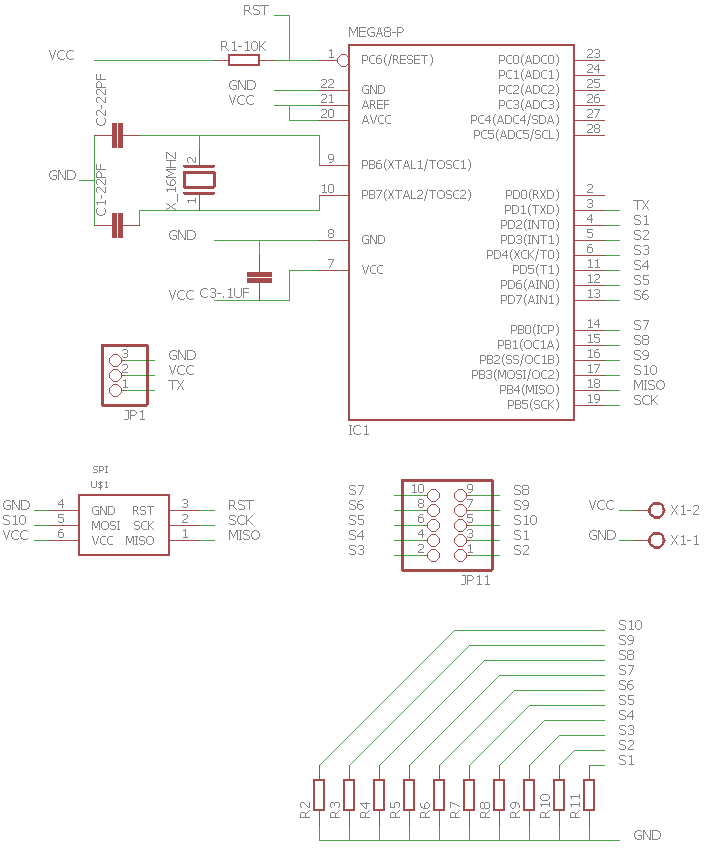 RST
MEGA8-P
VCC
R1-10K
1
PC6(/RESET)
PC0(ADC0)
23
PC1(ADC1)
24
GND
22
GND
PC2(ADC2)
25
VCC
21
AREF
PC3(ADC3)
26
20
AVCC
PC4(ADC4/SDA)
27
PC5(ADC5/SCL)
28
C2-22PF
GND
C1-22PF
X_16MHZ
2
1
9
PB6(XTAL1/TOSC1)
10
PB7(XTAL2/TOSC2)
PD0(RXD)
2
PD1(TXD)
3
TX
PD2(INT0)
4
S1
GND
8
GND
PD3(INT1)
5
S2
PD4(XCK/T0)
6
S3
7
VCC
PD5(T1)
11
S4
PD6(AIN0)
12
S5
VCC
C3-.1UF
PD7(AIN1)
13
S6
PB0(ICP)
14
S7
PB1(OC1A)
15
S8
PB2(SS/OC1B)
16
S9
PB3(MOSI/OC2)
17
S10
PB4(MISO)
18
MISO
PB5(SCK)
19
SCK
IC1
3
GND
2
VCC
1
TX
JP1
SPI
U$1
GND
4
GND
RST
3
RST
S10
5
MOSI
SCK
2
SCK
VCC
6
VCC
MISO
1
MISO
S7
10
9
S8
S6
8
7
S9
S5
6
5
S10
S4
4
3
S1
S3
2
1
S2
JP11
VCC
X1-2
GND
X1-1
S10
S9
S8
S7
S6
S5
S4
S3
S2
S1
R2
R3
R4
R5
R6
R7
R8
R9
R10
R11
GND